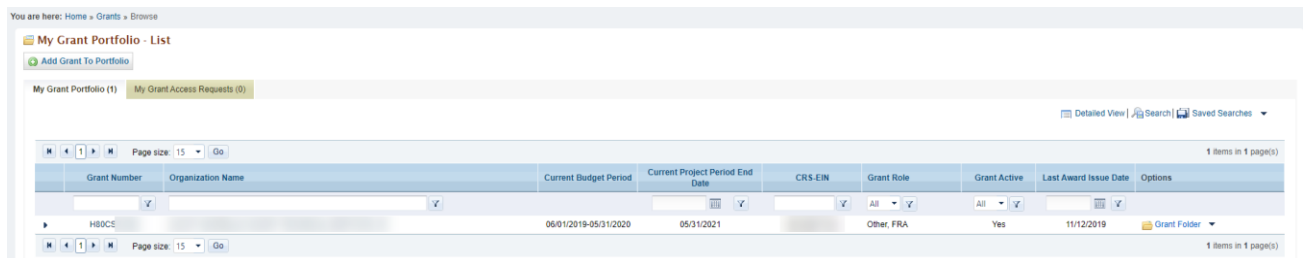 You are here: Home » Grants » Browse
My Grant Portfolio - List
Add Grant To Portfolio
My Grant Portfolio (1) My Grant Access Requests (0)
Detailed View | Search | Saved Searches
1 Page size: 15 Go 1 items in 1 page(s)
Grant Number Organization Name Current Budget Period Current Project Period End Date CRS-EIN Grant Role Grant Active Last Award Issue Date Options
All All
H80CS 06/01/2019-05/31/2020 05/31/2021 Other, FRA Yes 11/12/2019 Grant Folder
1 Page size: 15 Go 1 items in 1 page(s)